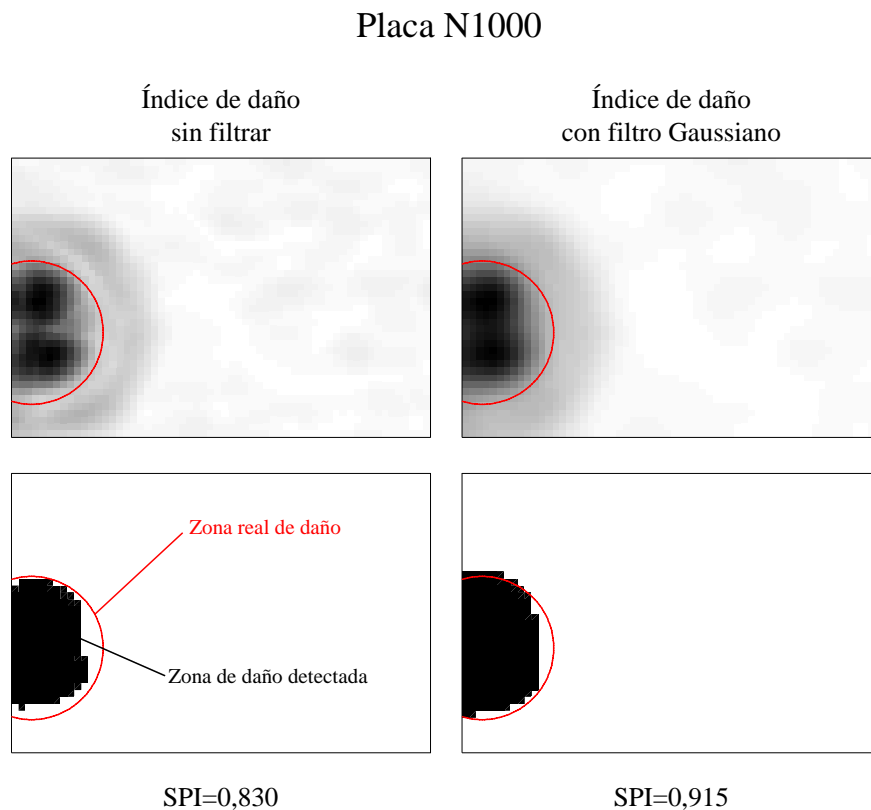 Placa N1000
Índice de daño
sin filtrar
Índice de daño
con filtro Gaussiano
Zona real de daño
Zona de daño detectada
SPI=0,830
SPI=0,915